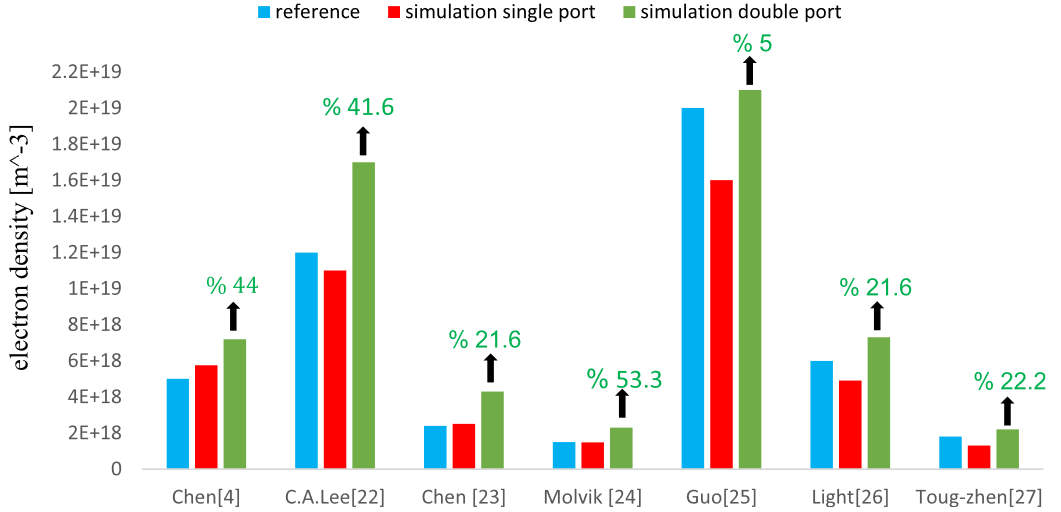 reference simulation single port simulation double port
electron density [m^-3]
2.2E+19
2E+19
1.8E+19
1.6E+19
1.4E+19
1.2E+19
1E+19
8E+18
6E+18
4E+18
2E+18
0
% 44
% 41.6
% 21.6
% 53.3
% 5
% 21.6
% 22.2
Chen[4] C.A.Lee[22] Chen [23] Molvik [24] Guo[25] Light[26] Toug-zhen[27]